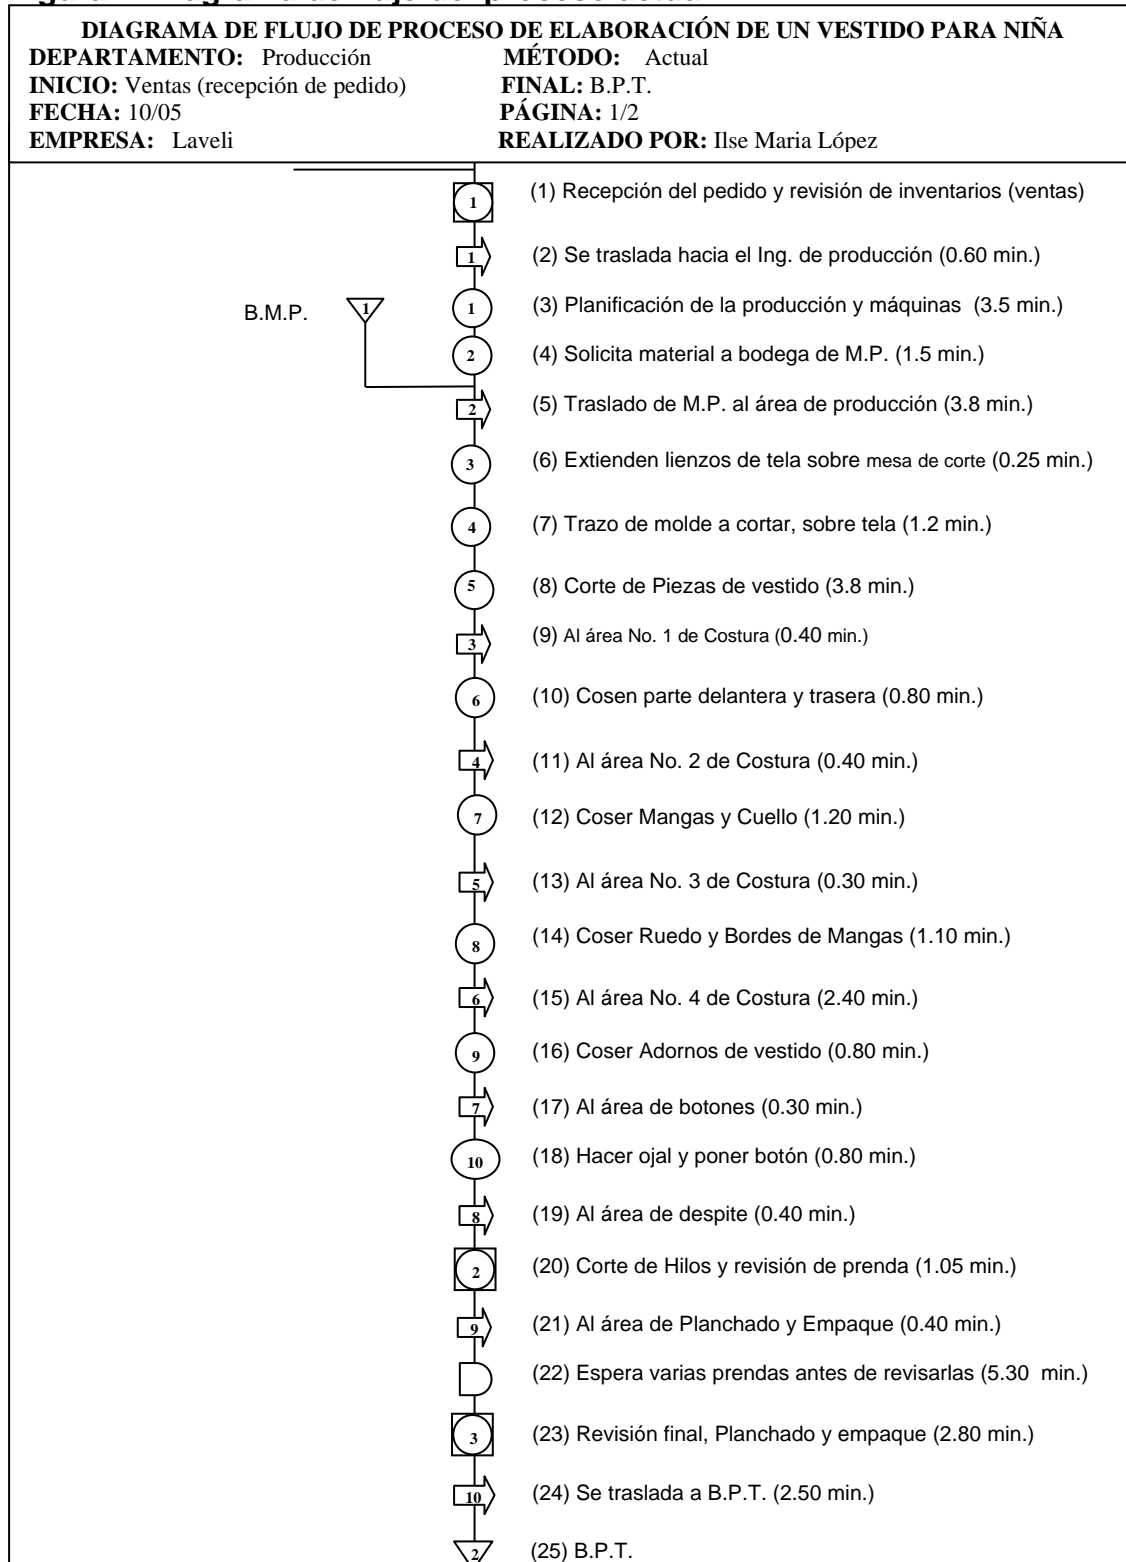 DIAGRAMA DE FLUJO DE PROCESO DE ELABORACIÓN DE UN VESTIDO PARA NIÑA
DEPARTAMENTO: Producción MÉTODO: Actual
INICIO: Ventas (recepción de pedido) FINAL: B.P.T.
FECHA: 10/05 PÁGINA: 1/2
EMPRESA: Laveli REALIZADO POR: Ilse Maria López
1 (1) Recepción del pedido y revisión de inventarios (ventas)
1 (2) Se traslada hacia el Ing. de producción (0.60 min.)
B.M.P. 1 1 (3) Planificación de la producción y máquinas (3.5 min.)
2 (4) Solicita material a bodega de M.P. (1.5 min.)
2 (5) Traslado de M.P. al área de producción (3.8 min.)
3 (6) Extienden lienzos de tela sobre mesa de corte (0.25 min.)
4 (7) Trazo de molde a cortar, sobre tela (1.2 min.)
5 (8) Corte de Piezas de vestido (3.8 min.)
3 (9) Al área No. 1 de Costura (0.40 min.)
6 (10) Cosen parte delantera y trasera (0.80 min.)
4 (11) Al área No. 2 de Costura (0.40 min.)
7 (12) Coser Mangas y Cuello (1.20 min.)
5 (13) Al área No. 3 de Costura (0.30 min.)
8 (14) Coser Ruedo y Bordes de Mangas (1.10 min.)
6 (15) Al área No. 4 de Costura (2.40 min.)
9 (16) Coser Adornos de vestido (0.80 min.)
7 (17) Al área de botones (0.30 min.)
10 (18) Hacer ojal y poner botón (0.80 min.)
8 (19) Al área de despite (0.40 min.)
2 (20) Corte de Hilos y revisión de prenda (1.05 min.)
9 (21) Al área de Planchado y Empaque (0.40 min.)
(22) Espera varias prendas antes de revisarlas (5.30 min.)
3 (23) Revisión final, Planchado y empaque (2.80 min.)
10 (24) Se traslada a B.P.T. (2.50 min.)
2 (25) B.P.T.